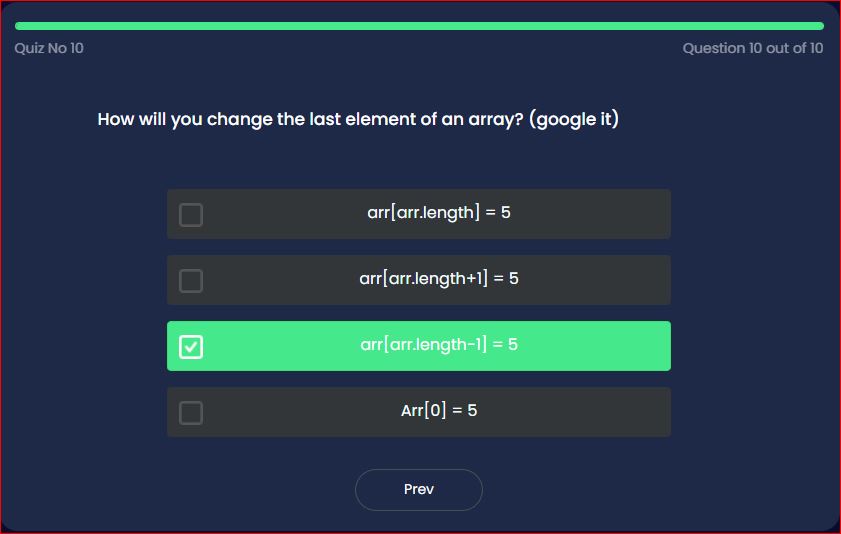 Quiz No 10
Question 10 out of 10
How will you change the last element of an array? (google it)
arr[arr.length] = 5
arr[arr.length+1] = 5
arr[arr.length-1] = 5
Arr[0] = 5
Prev